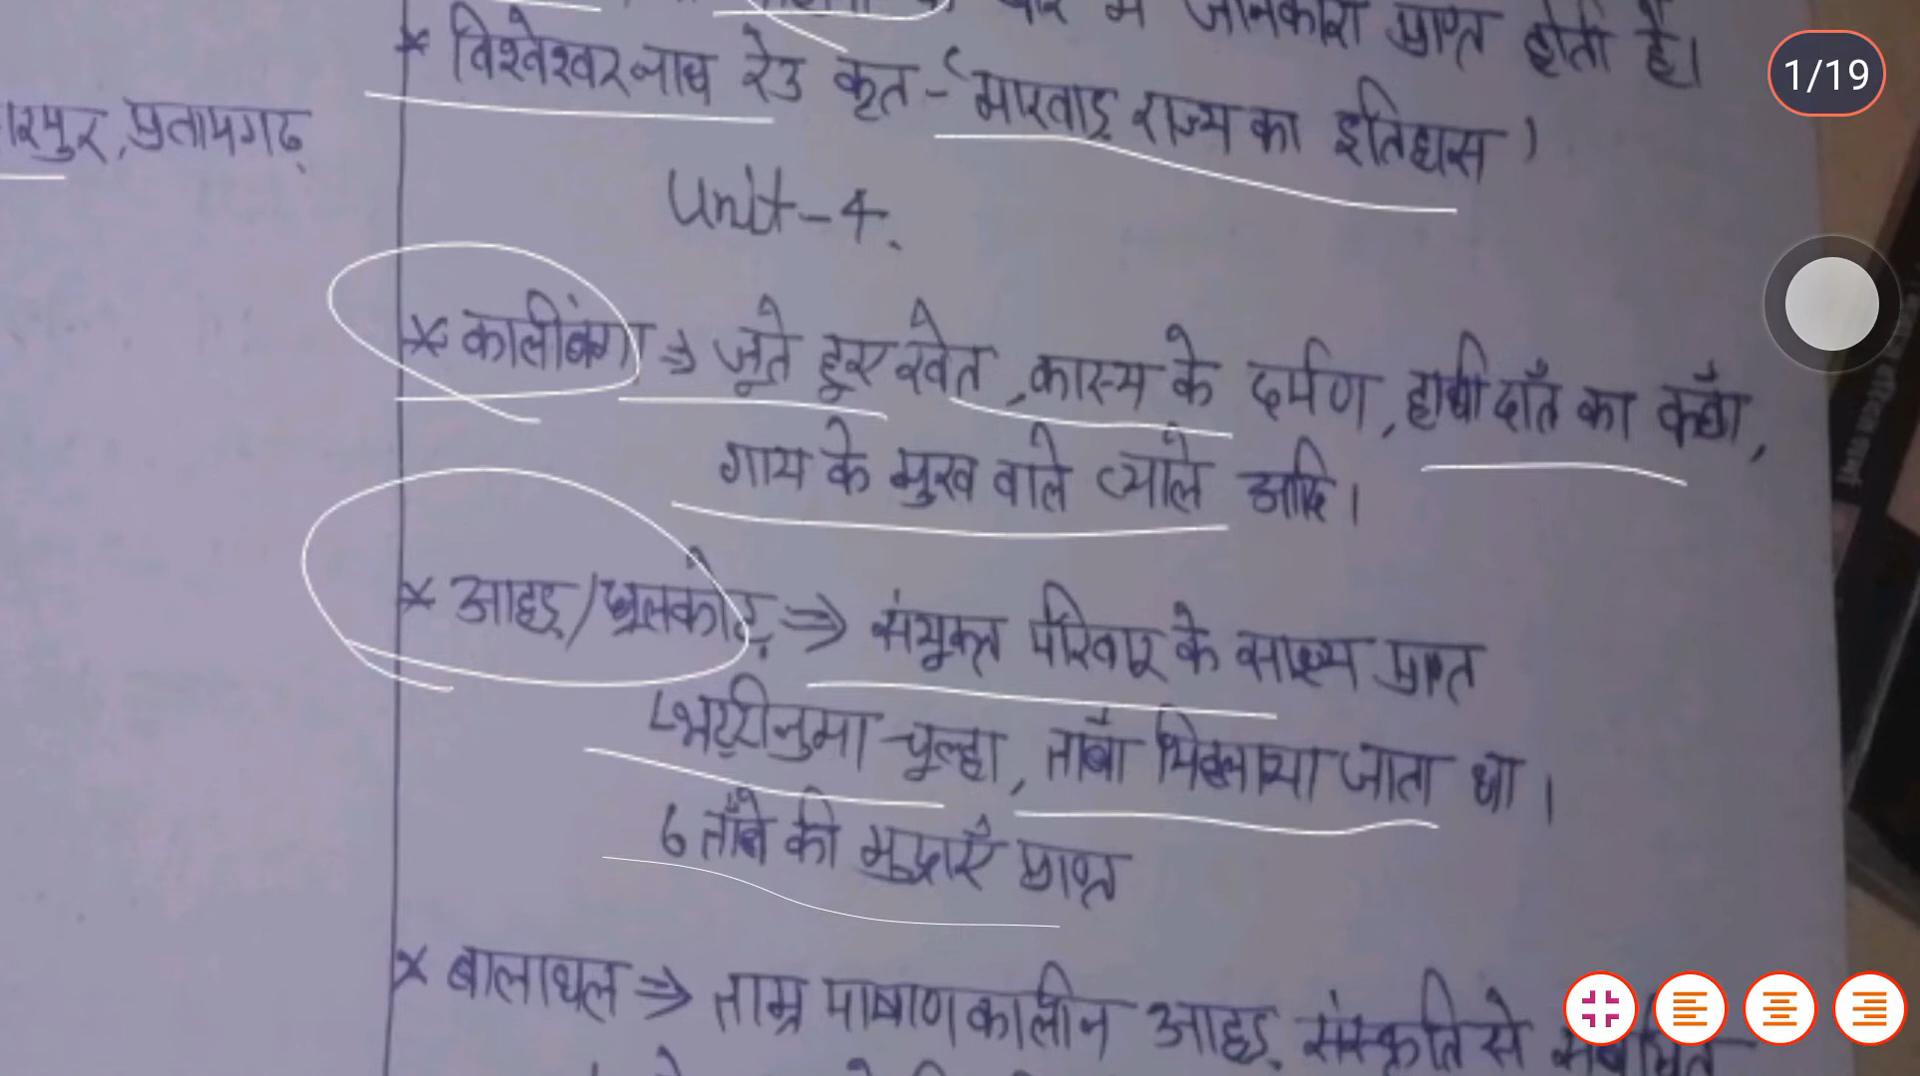 के बारे में जानकारी प्राप्त होती है।
* विश्वेश्वरनाथ रेउ कृत - 'मारवाड़ राज्य का इतिहास'
1/19
रपुर, प्रतापगढ़
Unit-4.
* कालीबंगा ⇒ जूते हूए खेत, कास्य के दर्पण, हाथी दाँत का कंघा,
गाय के मुख वाले प्याले आदि।
* आहड़/धूलकोट ⇒ संयूक्त परिवार के साक्ष्य प्राप्त
भट्टीनुमा चूल्हा, ताँबा पिघलाया जाता था।
6 ताँबे की मुद्राएँ प्राप्त
* बालाथल ⇒ ताम्र पाषाणकालीन आहड़ संस्कृति से संबंधित